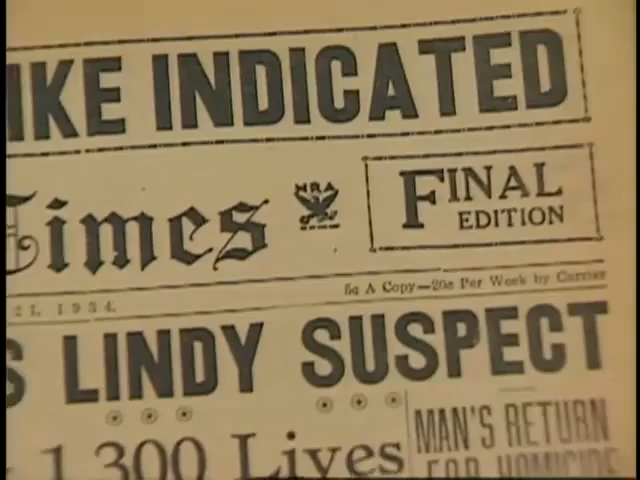 IKE INDICATED
Times
NRA
FINAL
EDITION
21, 1934.
5¢ A Copy—20c Per Week by Carrier
S LINDY SUSPECT
1,300 Lives
MAN'S RETURN
FOR HOMICIDE